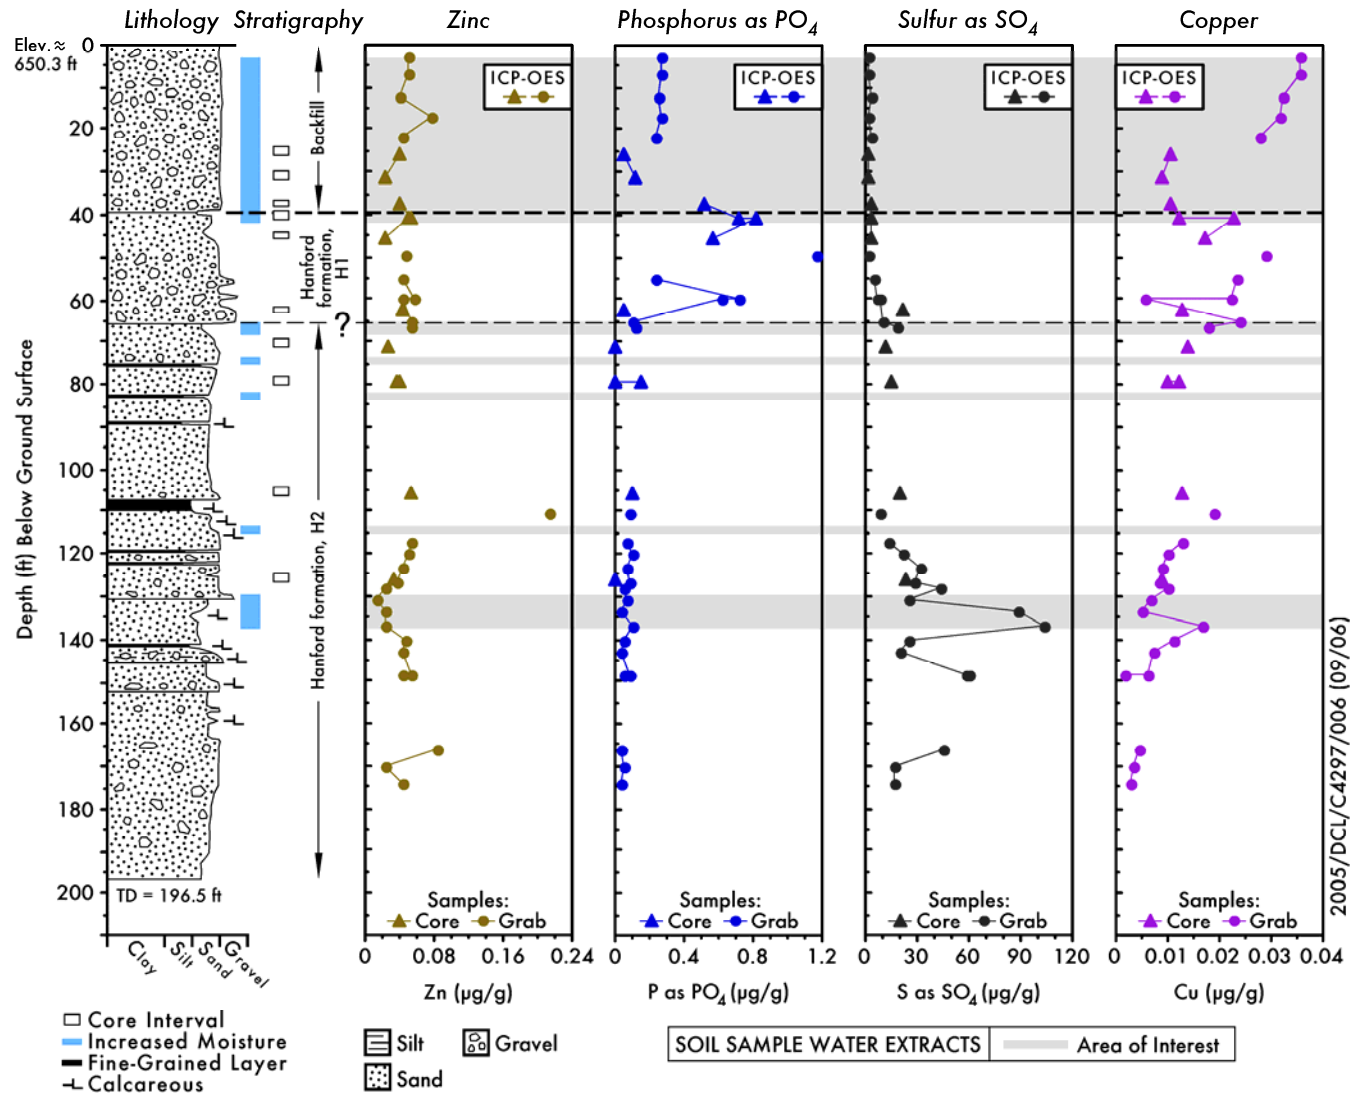 Lithology Stratigraphy Zinc Phosphorus as PO4 Sulfur as SO4 Copper
Elev. ≈
650.3 ft
0
20
40
60
80
100
120
140
160
180
200
Depth (ft) Below Ground Surface
TD = 196.5 ft
Clay
Silt
Sand
Gravel
Backfill
Hanford
formation,
H1
?
Hanford formation, H2
ICP-OES
Samples:
Core Grab
0 0.08 0.16 0.24
Zn (µg/g)
ICP-OES
Samples:
Core Grab
0 0.4 0.8 1.2
P as PO4 (µg/g)
ICP-OES
Samples:
Core Grab
0 30 60 90 120
S as SO4 (µg/g)
ICP-OES
Samples:
Core Grab
0 0.01 0.02 0.03 0.04
Cu (µg/g)
2005/DCL/C4297/006 (09/06)
Core Interval
Increased Moisture
Fine-Grained Layer
Calcareous
Silt
Gravel
Sand
SOIL SAMPLE WATER EXTRACTS Area of Interest